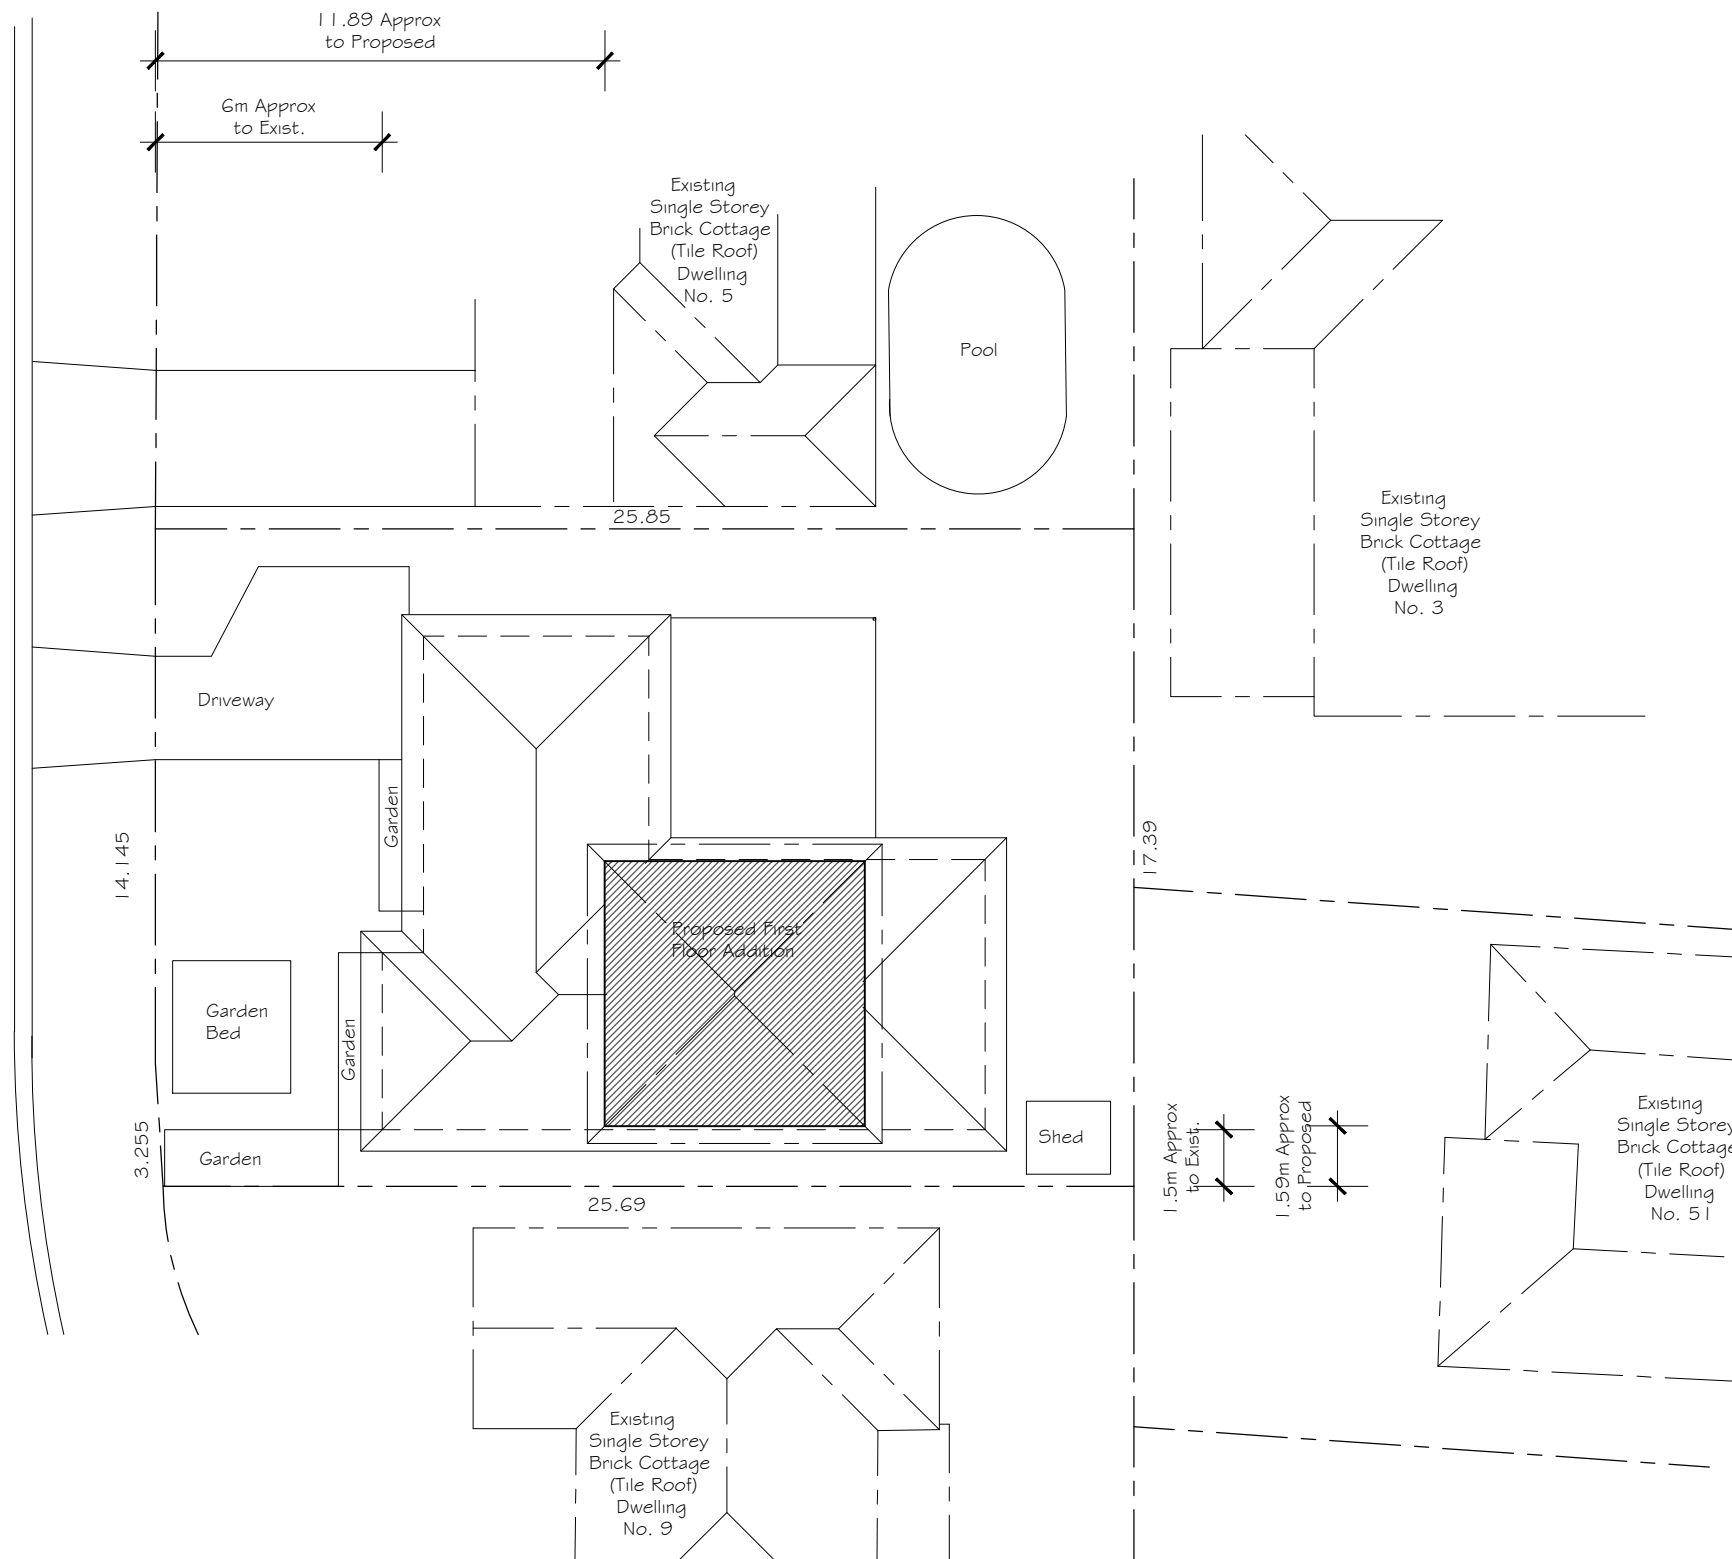 11.89 Approx
to Proposed
6m Approx
to Exist.
Existing
Single Storey
Brick Cottage
(Tile Roof)
Dwelling
No. 5
Pool
25.85
Existing
Single Storey
Brick Cottage
(Tile Roof)
Dwelling
No. 3
Driveway
Garden
14.145
17.39
Proposed First
Floor Addition
Garden
Bed
Garden
3.255
Garden
Shed
1.5m Approx
to Exist.
1.59m Approx
to Proposed
Existing
Single Storey
Brick Cottage
(Tile Roof)
Dwelling
No. 51
25.69
Existing
Single Storey
Brick Cottage
(Tile Roof)
Dwelling
No. 9